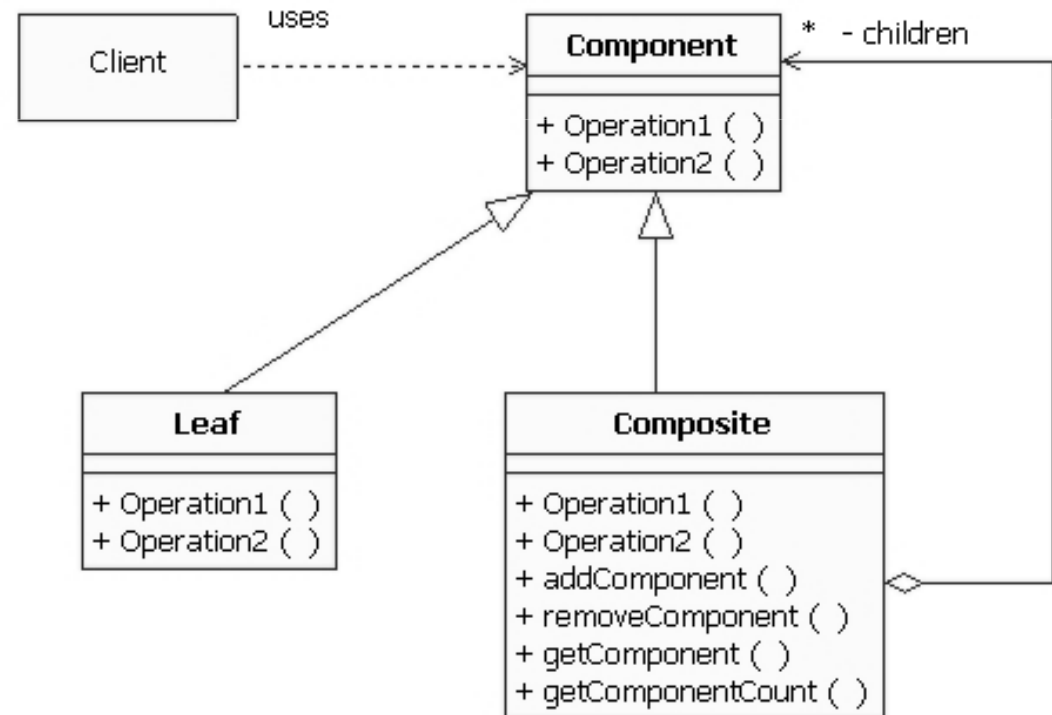 uses
Client
Component
* - children
+ Operation1 ( )
+ Operation2 ( )
Leaf
+ Operation1 ( )
+ Operation2 ( )
Composite
+ Operation1 ( )
+ Operation2 ( )
+ addComponent ( )
+ removeComponent ( )
+ getComponent ( )
+ getComponentCount ( )